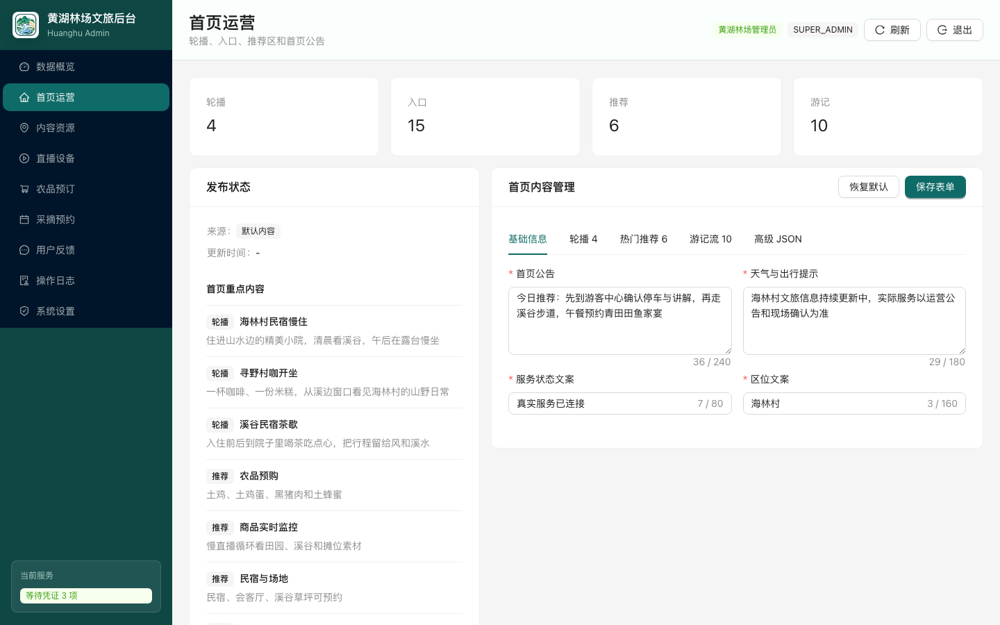 黄湖林场文旅后台
Huanghu Admin
数据概览
首页运营
内容资源
直播设备
农品预订
采摘预约
用户反馈
操作日志
系统设置
当前服务
等待凭证 3 项
首页运营
轮播、入口、推荐区和首页公告
黄湖林场管理员
SUPER_ADMIN
刷新
退出
轮播
4
入口
15
推荐
6
游记
10
发布状态
来源：
默认内容
更新时间：-
首页重点内容
轮播 海林村民宿慢住
住进山水边的精美小院，清晨看溪谷，午后在露台慢坐
轮播 寻野村咖开坐
一杯咖啡、一份米糕，从溪边窗口看见海林村的山野日常
轮播 溪谷民宿茶歇
入住前后到院子里喝茶吃点心，把行程留给风和溪水
推荐 农品预购
土鸡、土鸡蛋、黑猪肉和土蜂蜜
推荐 商品实时监控
慢直播循环看田园、溪谷和摊位素材
推荐 民宿与场地
民宿、会客厅、溪谷草坪可预约
首页内容管理
恢复默认
保存表单
基础信息
轮播 4
热门推荐 6
游记流 10
高级 JSON
* 首页公告
今日推荐：先到游客中心确认停车与讲解，再走
溪谷步道，午餐预约青田田鱼家宴
36 / 240
* 天气与出行提示
海林村文旅信息持续更新中，实际服务以运营公
告和现场确认为准
29 / 180
* 服务状态文案
真实服务已连接
7 / 80
* 区位文案
海林村
3 / 160